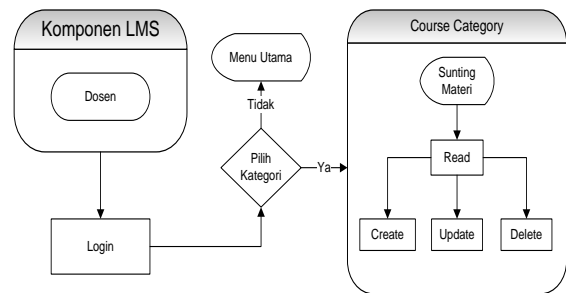 Komponen LMS
Dosen
Login
Menu Utama
Tidak
Pilih
Kategori
Ya
Course Category
Sunting
Materi
Read
Create
Update
Delete